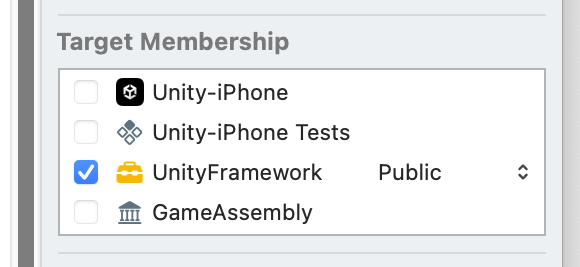 Target Membership
Unity-iPhone
Unity-iPhone Tests
UnityFramework Public
GameAssembly